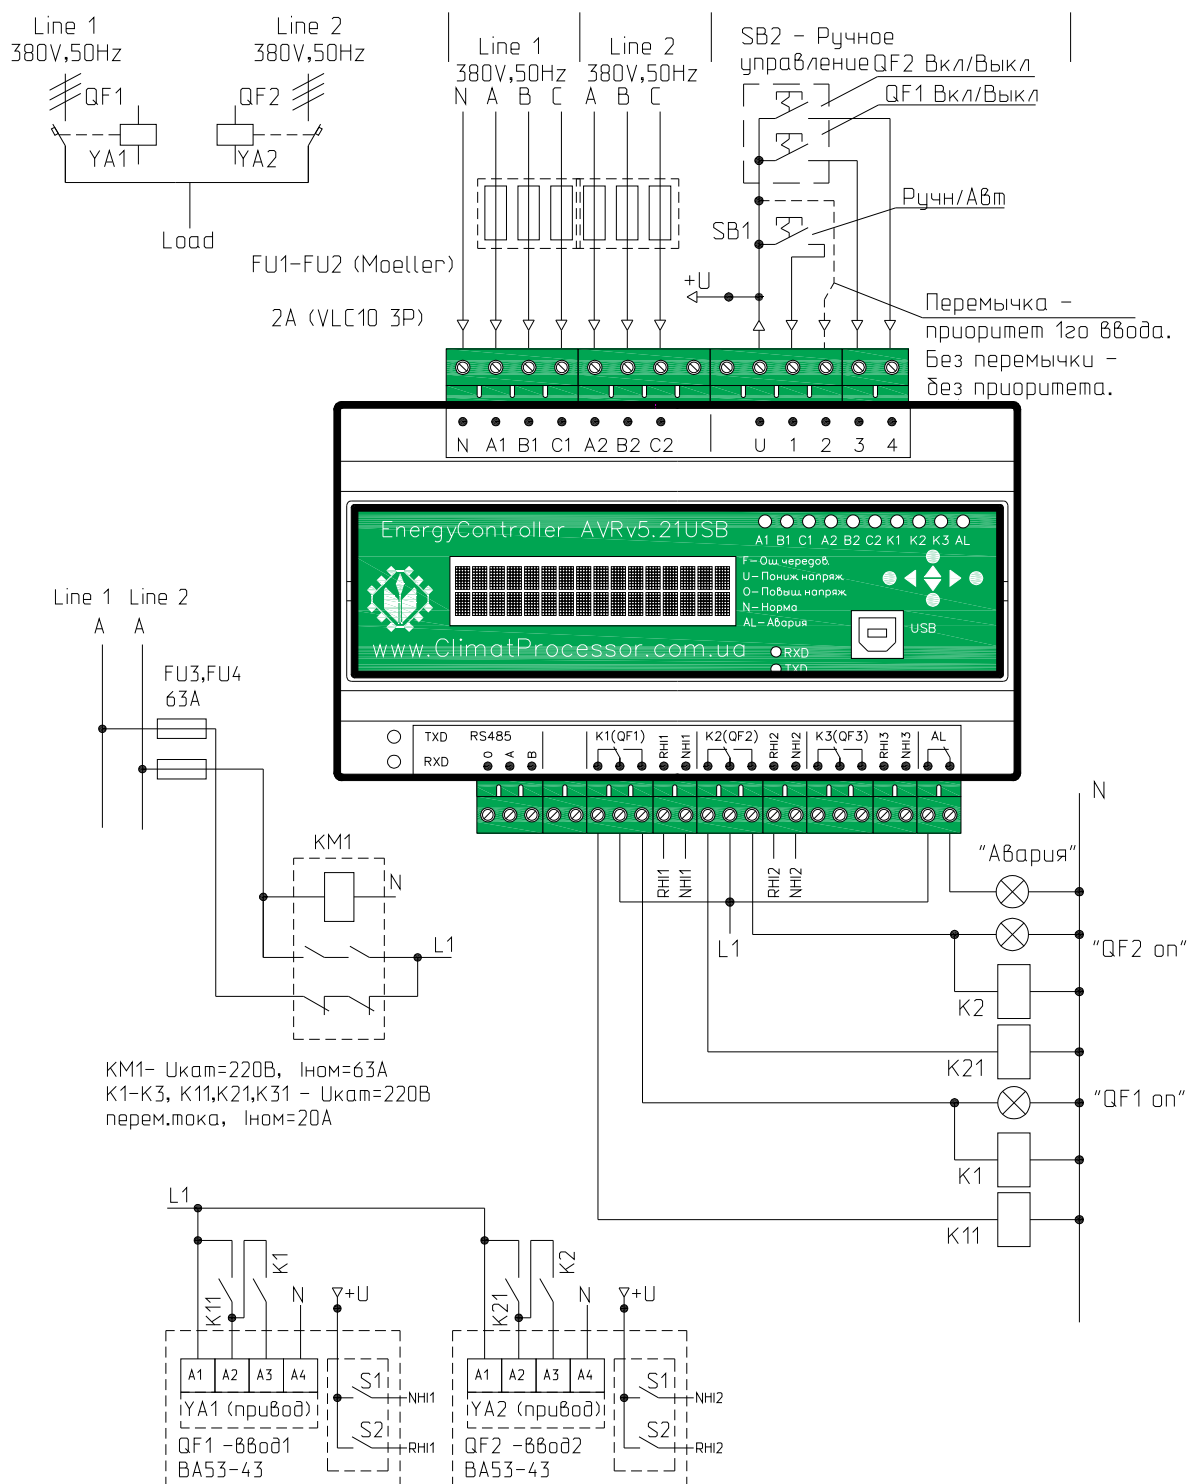 Line 1
380V,50Hz
Line 2
380V,50Hz
QF1
QF2
YA1
YA2
Load
Line 1
380V,50Hz
Line 2
380V,50Hz
N A B C A B C
SB2 - Ручное
управление
QF2 Вкл/Выкл
QF1 Вкл/Выкл
Ручн/Авт
SB1
+U
FU1-FU2 (Moeller)
2A (VLC10 3P)
Перемычка -
приоритет 1го ввода.
Без перемычки -
без приоритета.
N A1 B1 C1 A2 B2 C2 U 1 2 3 4
EnergyController AVRv5.21USB
A1 B1 C1 A2 B2 C2 K1 K2 K3 AL
F-Ош.чередов.
U-Пониж напряж.
O-Повыш напряж
N-Норма
AL-Авария
USB
RXD
TXD
www.ClimatProcessor.com.ua
Line 1 Line 2
A A
FU3,FU4
63A
TXD RS485
RXD O A B
K1(QF1) RHI1 NHI1 K2(QF2) RHI2 NHI2 K3(QF3) RHI3 NHI3 AL
RHI1 NHI1 RHI2 NHI2
L1
N
"Авария"
"QF2 on"
K2
K21
"QF1 on"
K1
K11
KM1
N
L1
KM1- Uкат=220В, Iном=63А
K1-K3, K11,K21,K31 - Uкат=220В
перем.тока, Iном=20А
L1
K11 K1 N +U
A1 A2 A3 A4
YA1 (привод)
S1 NHI1
S2 RHI1
QF1 -ввод1
ВА53-43
K21 K2 N +U
A1 A2 A3 A4
YA2 (привод)
S1 NHI2
S2 RHI2
QF2 -ввод2
ВА53-43